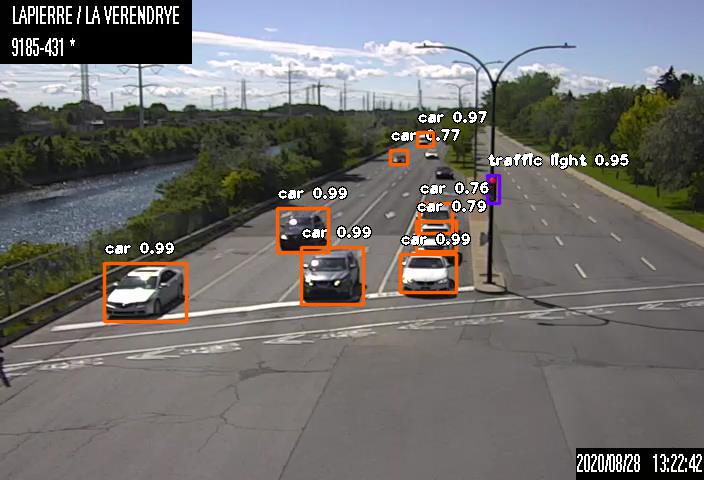 LAPIERRE / LA VERENDRYE
9185-431 *
car 0.97
car 0.77
traffic light 0.95
car 0.76
car 0.99
car 0.79
car 0.99
car 0.99
car 0.99
2020/08/28 13:22:42